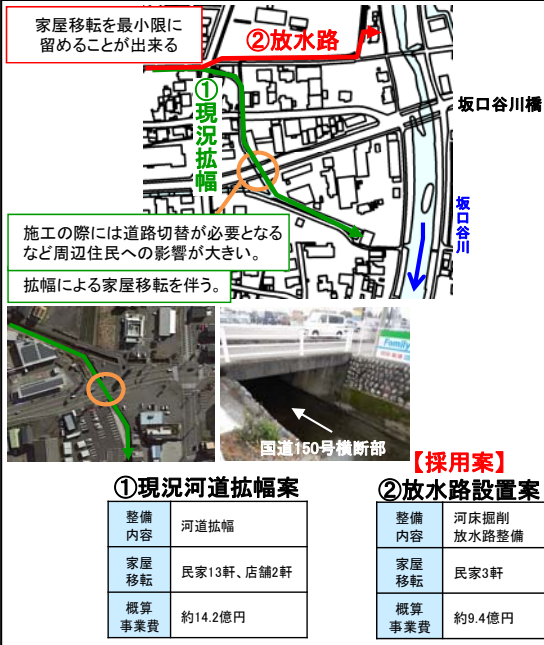 家屋移転を最小限に
留めることが出来る
②放水路
①現況拡幅
坂口谷川橋
坂口谷川
施工の際には道路切替が必要となる
など周辺住民への影響が大きい。
拡幅による家屋移転を伴う。
Family
国道150号横断部
【採用案】
①現況河道拡幅案
整備
内容
河道拡幅
家屋
移転
民家13軒、店舗2軒
概算
事業費
約14.2億円
②放水路設置案
整備
内容
河床掘削
放水路整備
家屋
移転
民家3軒
概算
事業費
約9.4億円